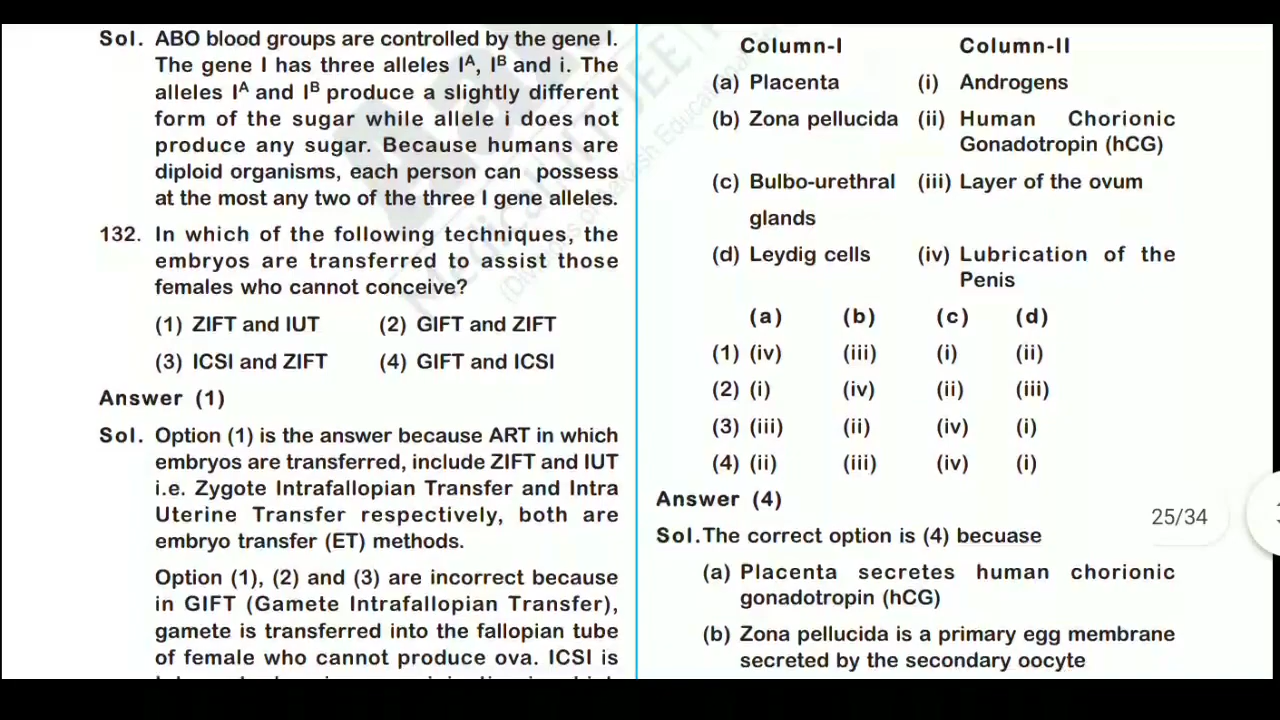 Sol. ABO blood groups are controlled by the gene I.
The gene I has three alleles Iᴬ, Iᴮ and i. The
alleles Iᴬ and Iᴮ produce a slightly different
form of the sugar while allele i does not
produce any sugar. Because humans are
diploid organisms, each person can possess
at the most any two of the three I gene alleles.
132. In which of the following techniques, the
embryos are transferred to assist those
females who cannot conceive?
(1) ZIFT and IUT (2) GIFT and ZIFT
(3) ICSI and ZIFT (4) GIFT and ICSI
Answer (1)
Sol. Option (1) is the answer because ART in which
embryos are transferred, include ZIFT and IUT
i.e. Zygote Intrafallopian Transfer and Intra
Uterine Transfer respectively, both are
embryo transfer (ET) methods.
Option (1), (2) and (3) are incorrect because
in GIFT (Gamete Intrafallopian Transfer),
gamete is transferred into the fallopian tube
of female who cannot produce ova. ICSI is
Column-I Column-II
(a) Placenta (i) Androgens
(b) Zona pellucida (ii) Human Chorionic
Gonadotropin (hCG)
(c) Bulbo-urethral (iii) Layer of the ovum
glands
(d) Leydig cells (iv) Lubrication of the
Penis
(a) (b) (c) (d)
(1) (iv) (iii) (i) (ii)
(2) (i) (iv) (ii) (iii)
(3) (iii) (ii) (iv) (i)
(4) (ii) (iii) (iv) (i)
Answer (4)
Sol. The correct option is (4) becuase
(a) Placenta secretes human chorionic
gonadotropin (hCG)
(b) Zona pellucida is a primary egg membrane
secreted by the secondary oocyte
25/34